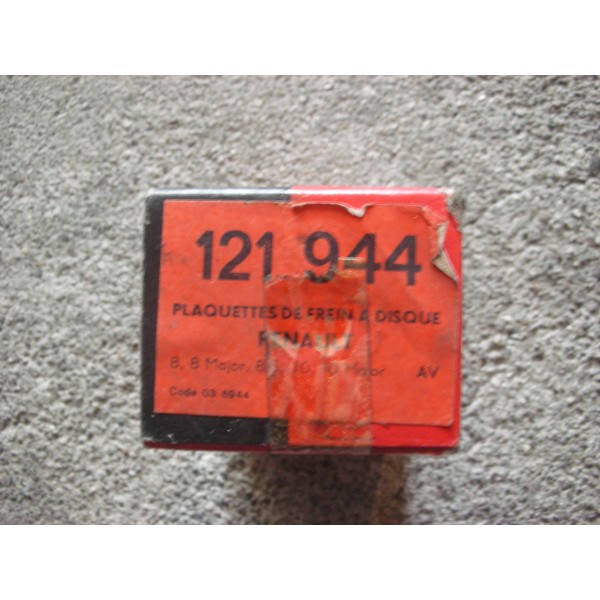 121 944
PLAQUETTES DE FREIN A DISQUE
RENAULT
8, 8 Major, 8 10, 10 Major AV
Code 03 6944